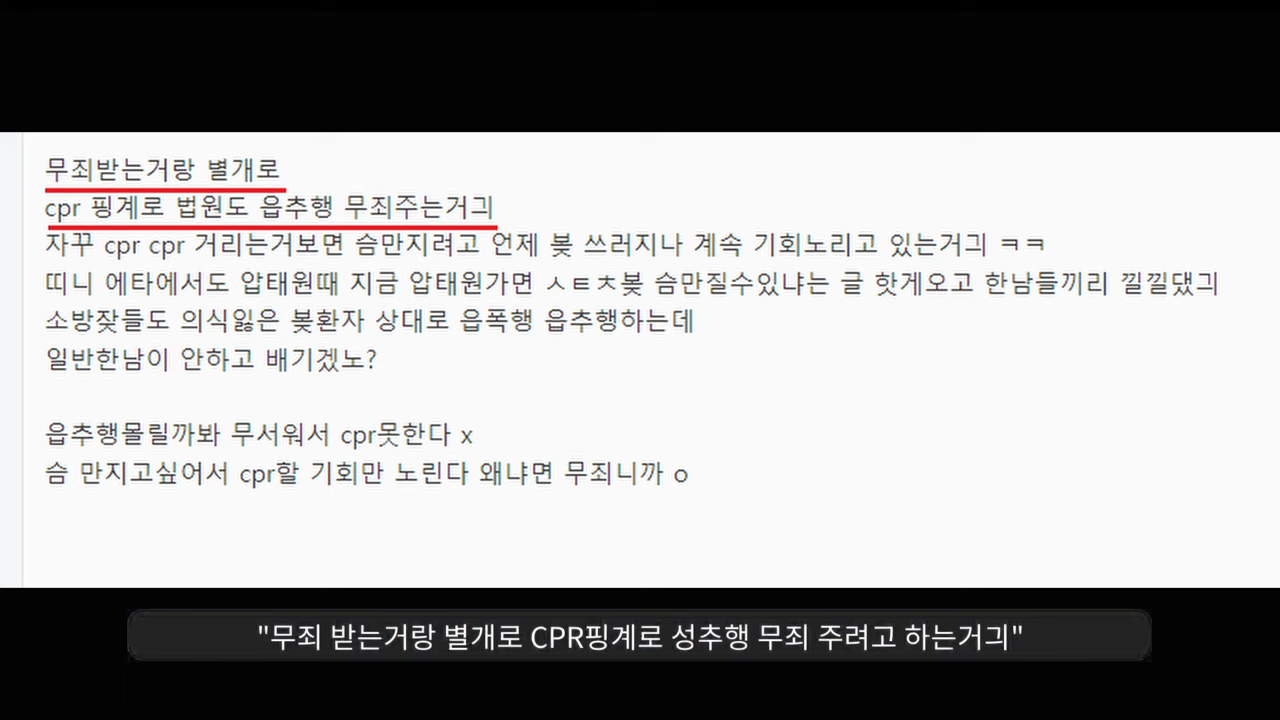 무죄받는거랑 별개로
cpr 핑계로 법원도 읍추행 무죄주는거긔
자꾸 cpr cpr 거리는거보면 슴만지려고 언제 봊 쓰러지나 계속 기회노리고 있는거긔 ㅋㅋ
띠니 에타에서도 압태원때 지금 압태원가면 ㅅㅌㅊ봊 슴만질수있냐는 글 핫게오고 한남들끼리 낄낄댔긔
소방잦들도 의식잃은 봊환자 상대로 읍폭행 읍추행하는데
일반한남이 안하고 배기겠노?
읍추행몰릴까봐 무서워서 cpr못한다 x
슴 만지고싶어서 cpr할 기회만 노린다 왜냐면 무죄니까 o
"무죄 받는거랑 별개로 CPR핑계로 성추행 무죄 주려고 하는거긔"